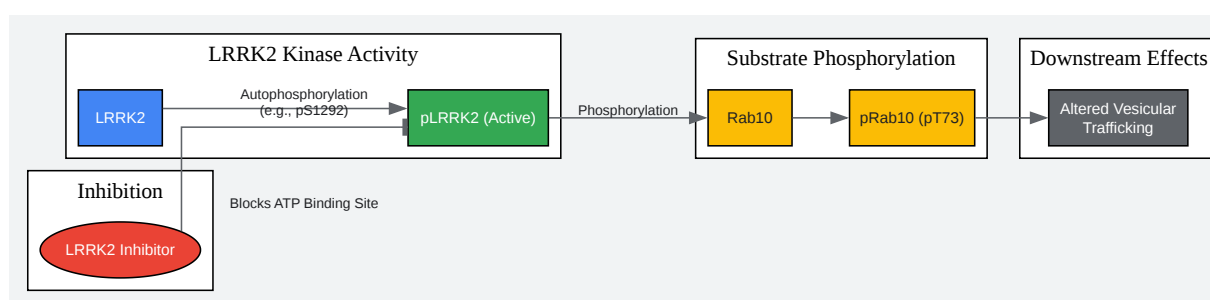 LRRK2 Kinase Activity
LRRK2
Autophosphorylation
(e.g., pS1292)
pLRRK2 (Active)
Phosphorylation
Substrate Phosphorylation
Rab10
pRab10 (pT73)
Downstream Effects
Altered Vesicular
Trafficking
Inhibition
LRRK2 Inhibitor
Blocks ATP Binding Site